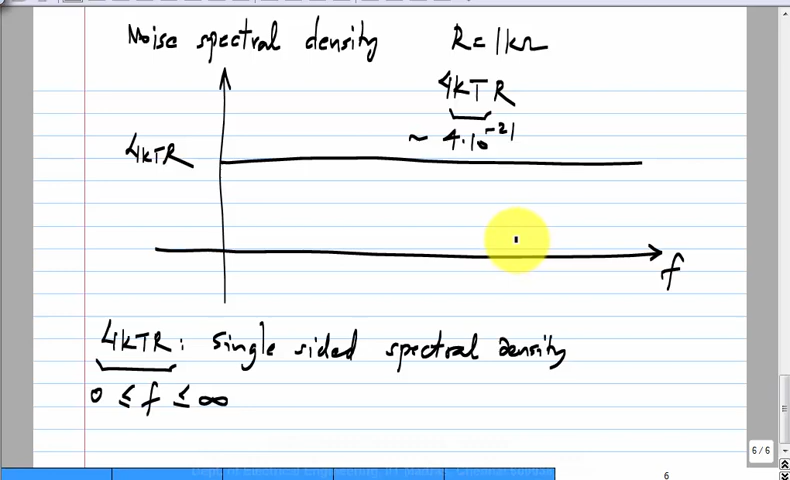 Noise spectral density R = 1kΩ
4kTR
~ 4.10^-21
4kTR
f
4kTR : Single sided spectral density
0 ≤ f ≤ ∞
6/6
6